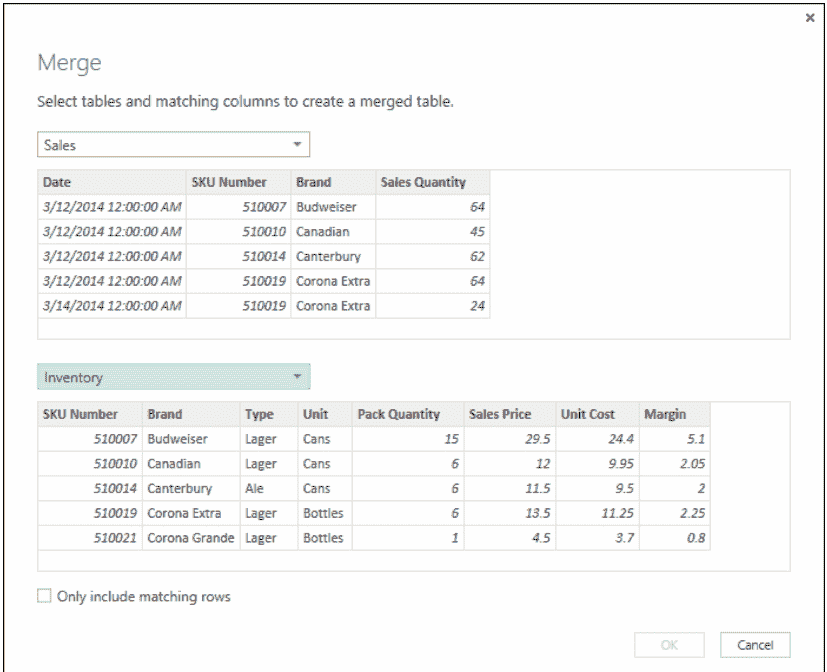 ×
Merge
Select tables and matching columns to create a merged table.
Sales
Date SKU Number Brand Sales Quantity
3/12/2014 12:00:00 AM 510007 Budweiser 64
3/12/2014 12:00:00 AM 510010 Canadian 45
3/12/2014 12:00:00 AM 510014 Canterbury 62
3/12/2014 12:00:00 AM 510019 Corona Extra 64
3/14/2014 12:00:00 AM 510019 Corona Extra 24
Inventory
SKU Number Brand Type Unit Pack Quantity Sales Price Unit Cost Margin
510007 Budweiser Lager Cans 15 29.5 24.4 5.1
510010 Canadian Lager Cans 6 12 9.95 2.05
510014 Canterbury Ale Cans 6 11.5 9.5 2
510019 Corona Extra Lager Bottles 6 13.5 11.25 2.25
510021 Corona Grande Lager Bottles 1 4.5 3.7 0.8
Only include matching rows
OK Cancel